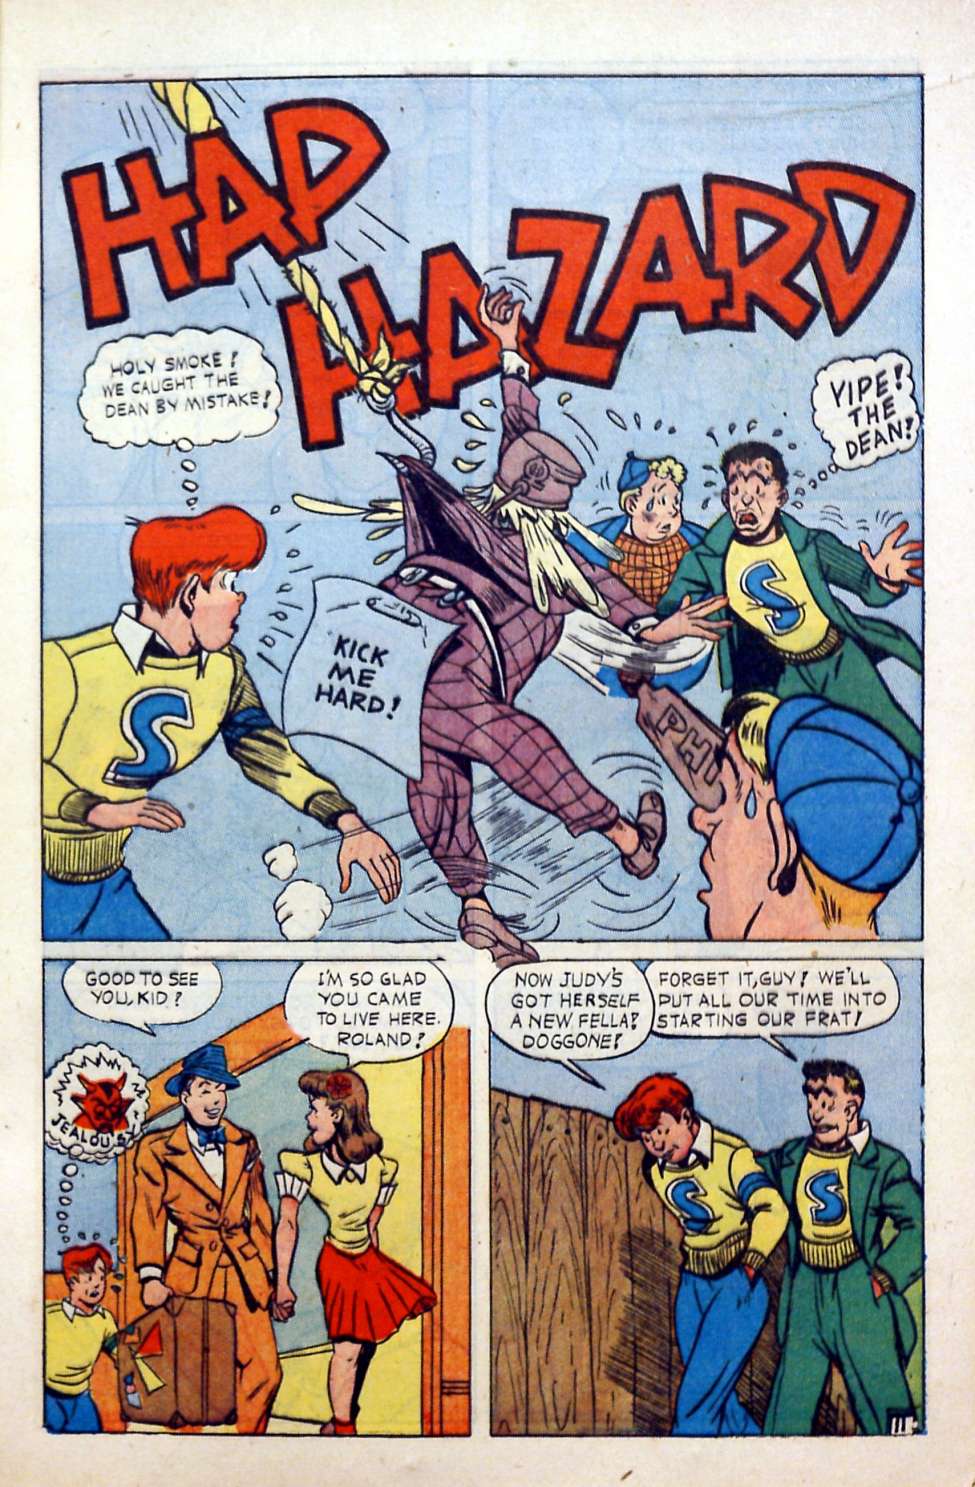 HAP
HAZARD
HOLY SMOKE!
WE CAUGHT THE
DEAN BY MISTAKE!
YIPE!
THE
DEAN!
S
KICK
ME
HARD!
S
PHI
GOOD TO SEE
YOU, KID!
I'M SO GLAD
YOU CAME
TO LIVE HERE.
ROLAND!
JEALOUS
NOW JUDY'S
GOT HERSELF
A NEW FELLA!
DOGGONE!
FORGET IT, GUY! WE'LL
PUT ALL OUR TIME INTO
STARTING OUR FRAT!
S
S